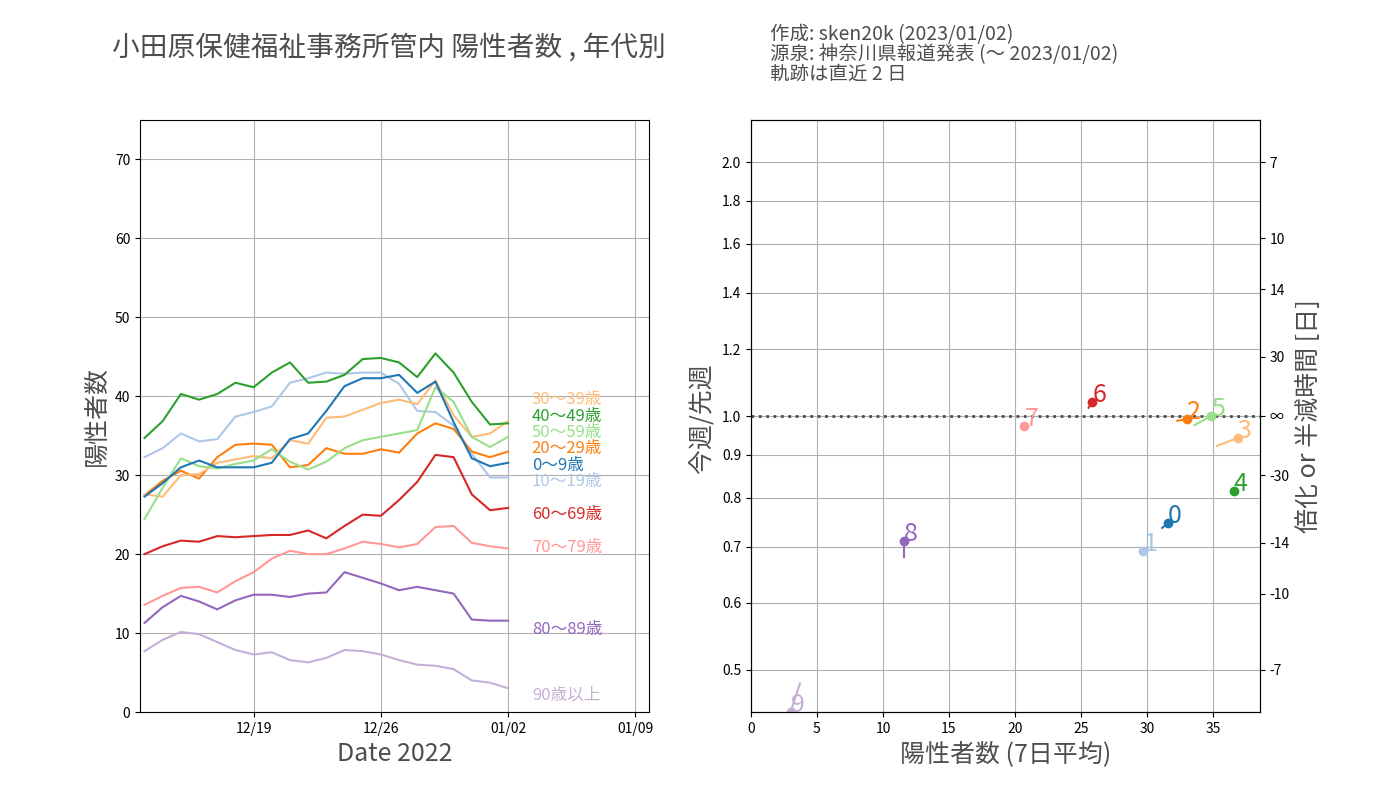 小田原保健福祉事務所管内 陽性者数 , 年代別
作成: sken20k (2023/01/02)
源泉: 神奈川県報道発表 (〜 2023/01/02)
軌跡は直近 2 日
陽性者数
70
60
50
40
30
20
10
0
30〜39歳
40〜49歳
50〜59歳
20〜29歳
0〜9歳
10〜19歳
60〜69歳
70〜79歳
80〜89歳
90歳以上
12/19
12/26
01/02
01/09
Date 2022
今週/先週
2.0
1.8
1.6
1.4
1.2
1.0
0.9
0.8
0.7
0.6
0.5
6
7
2
5
3
4
0
1
8
9
7
10
14
30
∞
-30
-14
-10
-7
倍化 or 半減時間 [日]
0
5
10
15
20
25
30
35
陽性者数 (7日平均)